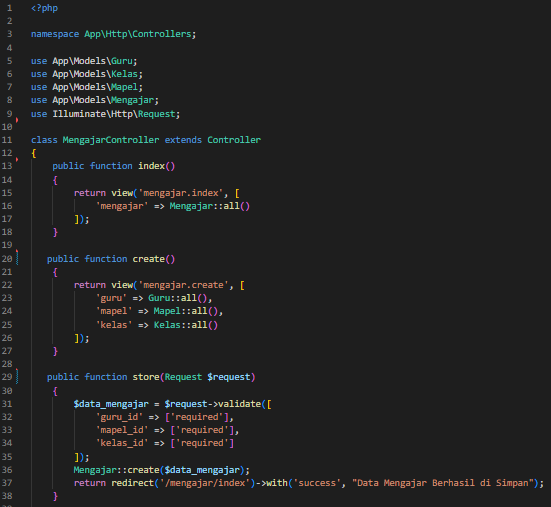 1 <?php
2
3 namespace App\Http\Controllers;
4
5 use App\Models\Guru;
6 use App\Models\Kelas;
7 use App\Models\Mapel;
8 use App\Models\Mengajar;
9 use Illuminate\Http\Request;
10
11 class MengajarController extends Controller
12 {
13     public function index()
14     {
15         return view('mengajar.index', [
16             'mengajar' => Mengajar::all()
17         ]);
18     }
19
20    public function create()
21     {
22         return view('mengajar.create', [
23             'guru' => Guru::all(),
24             'mapel' => Mapel::all(),
25             'kelas' => Kelas::all()
26         ]);
27     }
28
29    public function store(Request $request)
30     {
31         $data_mengajar = $request->validate([
32             'guru_id' => ['required'],
33             'mapel_id' => ['required'],
34             'kelas_id' => ['required']
35         ]);
36         Mengajar::create($data_mengajar);
37         return redirect('/mengajar/index')->with('success', "Data Mengajar Berhasil di Simpan");
38     }